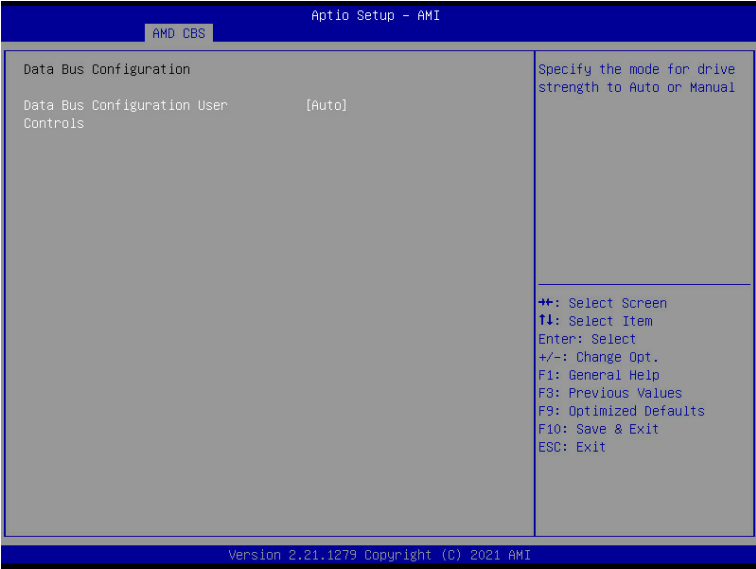 Aptio Setup – AMI
AMD CBS
Data Bus Configuration
Data Bus Configuration User [Auto]
Controls
Specify the mode for drive
strength to Auto or Manual
→←: Select Screen
↑↓: Select Item
Enter: Select
+/-: Change Opt.
F1: General Help
F3: Previous Values
F9: Optimized Defaults
F10: Save & Exit
ESC: Exit
Version 2.21.1279 Copyright (C) 2021 AMI